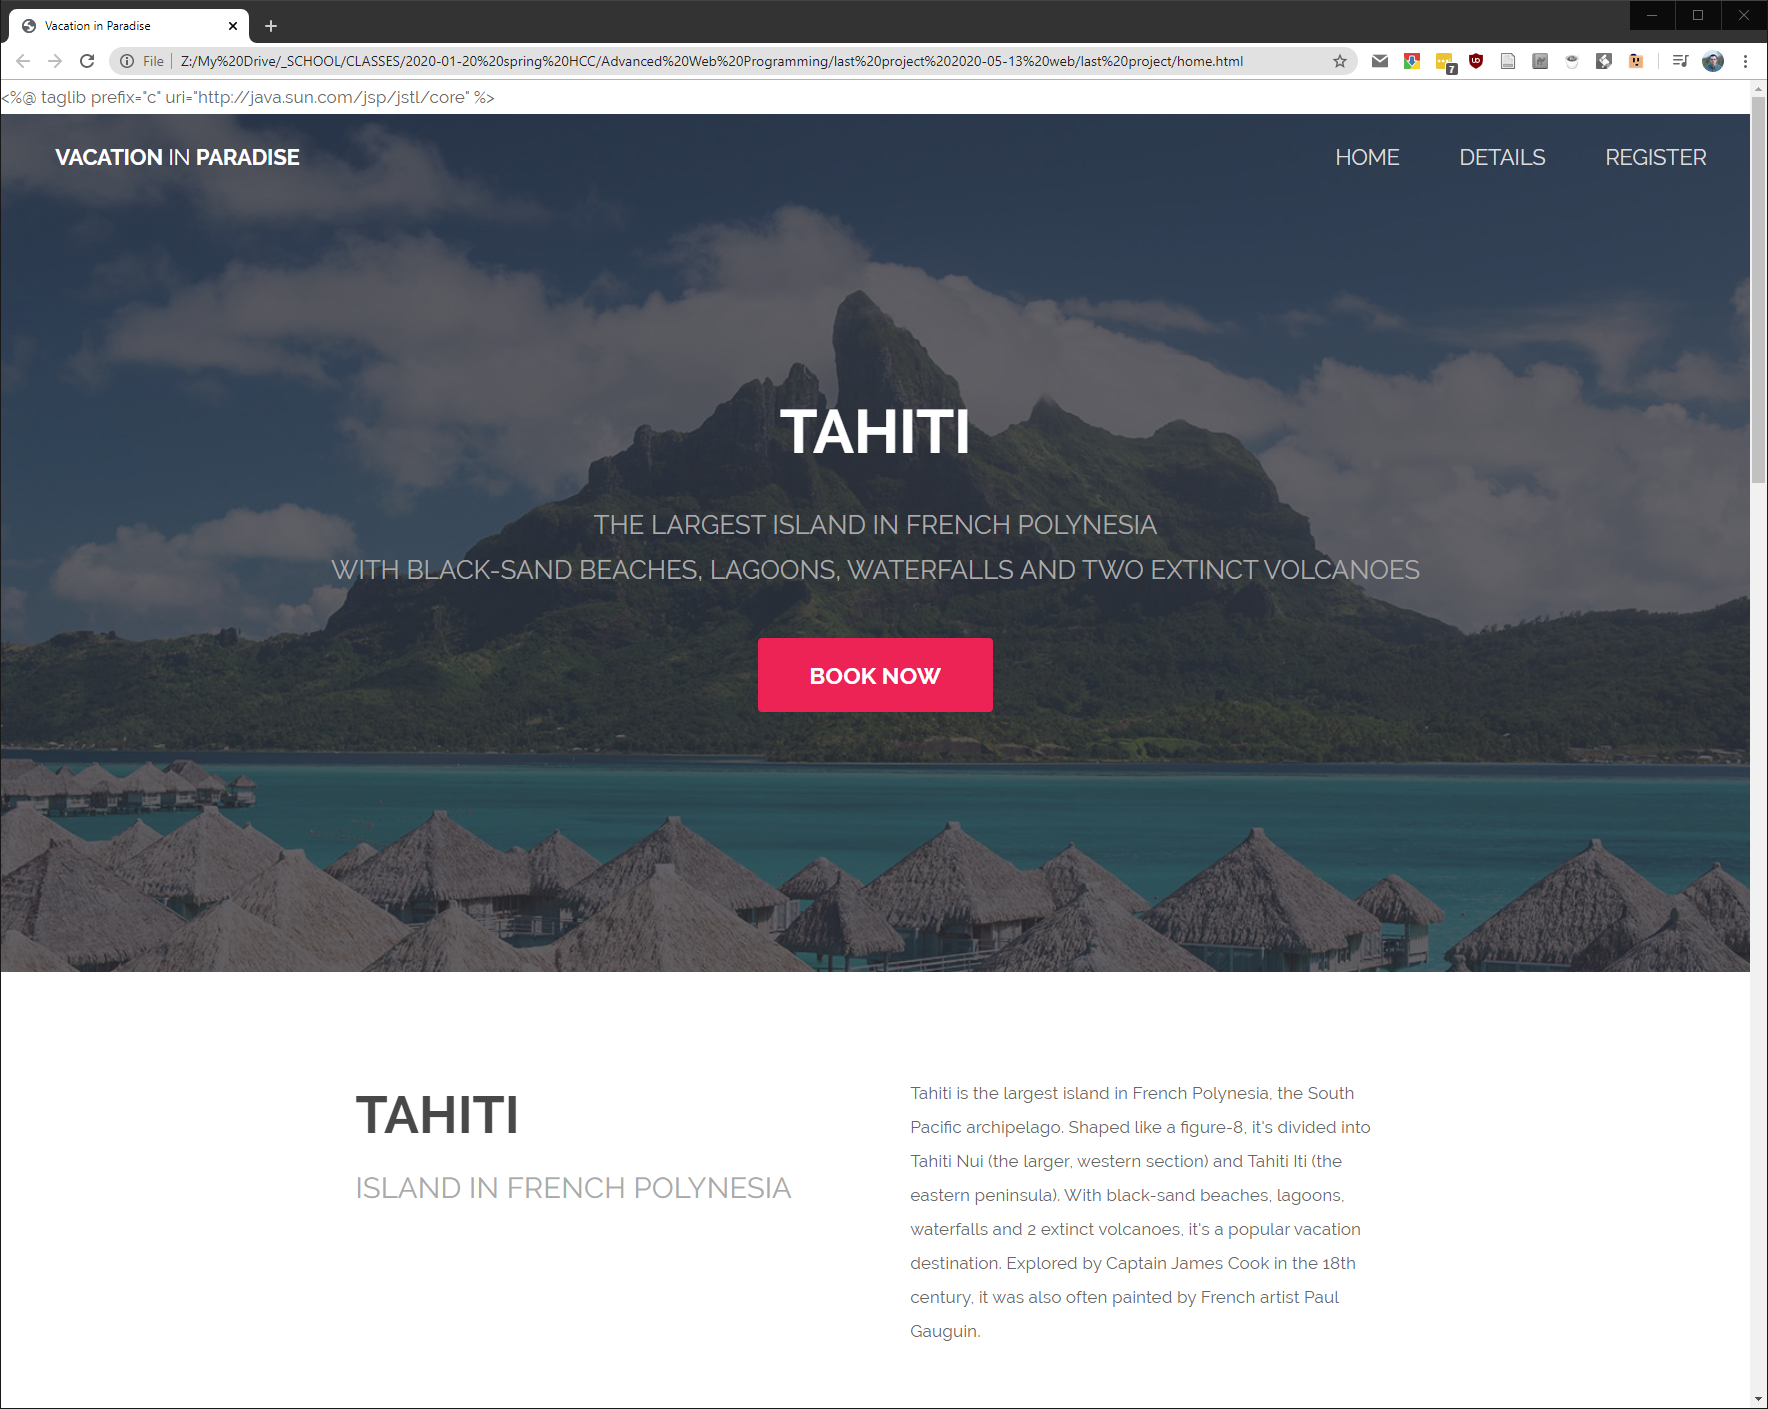 Vacation in Paradise
File | Z:/My%20Drive/_SCHOOL/CLASSES/2020-01-20%20spring%20HCC/Advanced%20Web%20Programming/last%20project%202020-05-13%20web/last%20project/home.html
7
<%@ taglib prefix="c" uri="http://java.sun.com/jsp/jstl/core" %>
VACATION IN PARADISE HOME DETAILS REGISTER
TAHITI
THE LARGEST ISLAND IN FRENCH POLYNESIA
WITH BLACK-SAND BEACHES, LAGOONS, WATERFALLS AND TWO EXTINCT VOLCANOES
BOOK NOW
TAHITI
ISLAND IN FRENCH POLYNESIA
Tahiti is the largest island in French Polynesia, the South
Pacific archipelago. Shaped like a figure-8, it's divided into
Tahiti Nui (the larger, western section) and Tahiti Iti (the
eastern peninsula). With black-sand beaches, lagoons,
waterfalls and 2 extinct volcanoes, it's a popular vacation
destination. Explored by Captain James Cook in the 18th
century, it was also often painted by French artist Paul
Gauguin.